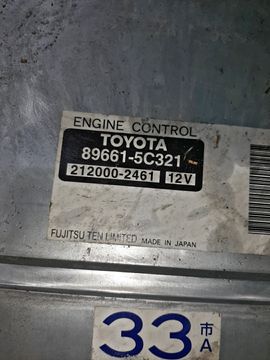 ENGINE CONTROL
TOYOTA
89661-5C321
212000-2461 12V
FUJITSU TEN LIMITED MADE IN JAPAN
33 市
A